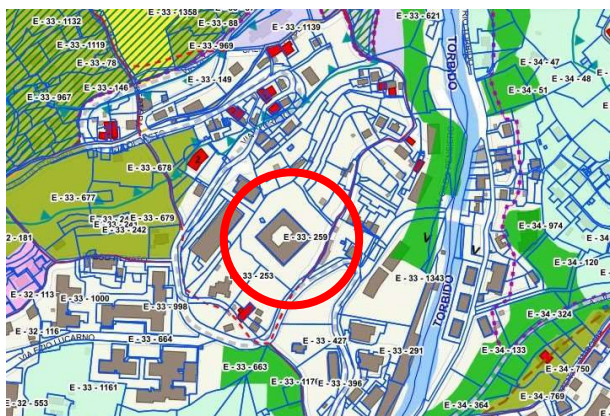 E - 33 - 1132
E - 33 - 1358
E - 33 - 88
E - 33 - 1139
E - 33 - 621
E - 33 - 1119
E - 33 - 969
E - 33 - 78
E - 33 - 146
E - 33 - 149
E - 33 - 967
TORBIDO
E - 34 - 47
E - 34 - 48
E - 34 - 51
E - 33 - 678
2
E - 33 - 677
E - 33 - 679
E - 33 - 242
2 - 181
E - 33 - 259
E - 34 - 974
E - 34 - 120
33 - 253
E - 32 - 113
E - 33 - 1000
E - 33 - 998
E - 33 - 1343
TORBIDO
E - 32 - 116
E - 33 - 664
E - 34 - 324
E - 33 - 427
E - 33 - 291
E - 34 - 133
E - 33 - 663
E - 34 - 750
E - 33 - 1161
E - 33 - 396
E - 34 - 769
E - 32 - 553
E - 34 - 364